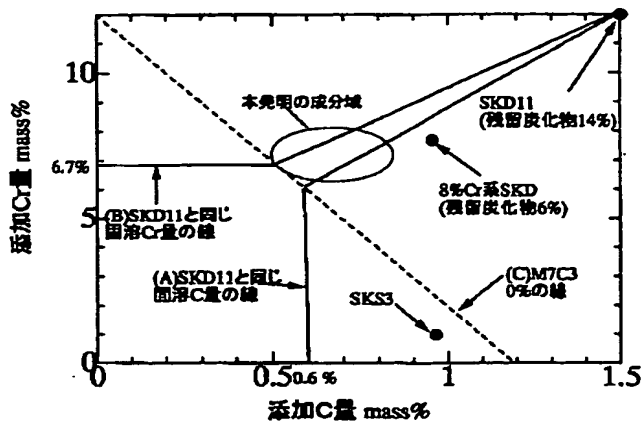 添加Cr量 mass%
10
5
0
6.7%
本発明の成分域
SKD11
(残留炭化物14%)
8%Cr系SKD
(残留炭化物6%)
(B)SKD11と同じ
固溶Cr量の線
(A)SKD11と同じ
固溶C量の線
(C)M7C3
0%の線
SKS3
0
0.5
0.6 %
1
1.5
添加C量 mass%